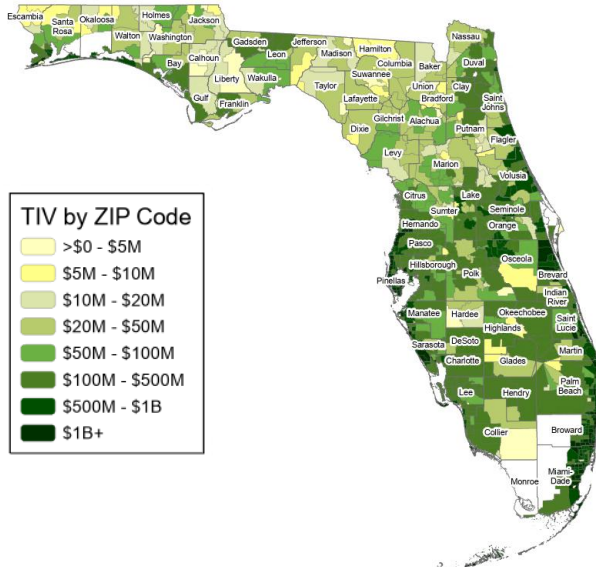 Escambia
Santa
Rosa
Okaloosa
Walton
Holmes
Washington
Jackson
Bay
Calhoun
Gulf
Liberty
Franklin
Gadsden
Leon
Wakulla
Jefferson
Madison
Taylor
Hamilton
Suwannee
Lafayette
Dixie
Columbia
Gilchrist
Levy
Baker
Union
Bradford
Alachua
Nassau
Duval
Clay
Saint
Johns
Putnam
Flagler
Marion
Volusia
Citrus
Sumter
Lake
Hernando
Seminole
Orange
Pasco
Hillsborough
Pinellas
Polk
Osceola
Brevard
Indian
River
Manatee
Hardee
Okeechobee
Highlands
Saint
Lucie
Sarasota
DeSoto
Martin
Charlotte
Glades
Lee
Hendry
Palm
Beach
Collier
Broward
Monroe
Miami-
Dade
TIV by ZIP Code
>$0 - $5M
$5M - $10M
$10M - $20M
$20M - $50M
$50M - $100M
$100M - $500M
$500M - $1B
$1B+